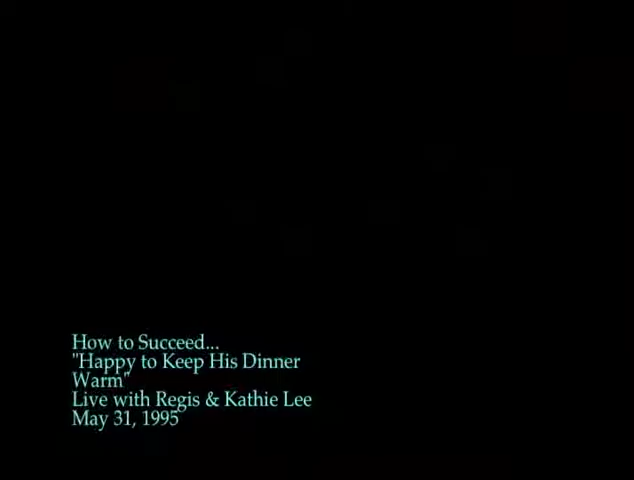 How to Succeed...
"Happy to Keep His Dinner
Warm"
Live with Regis & Kathie Lee
May 31, 1995